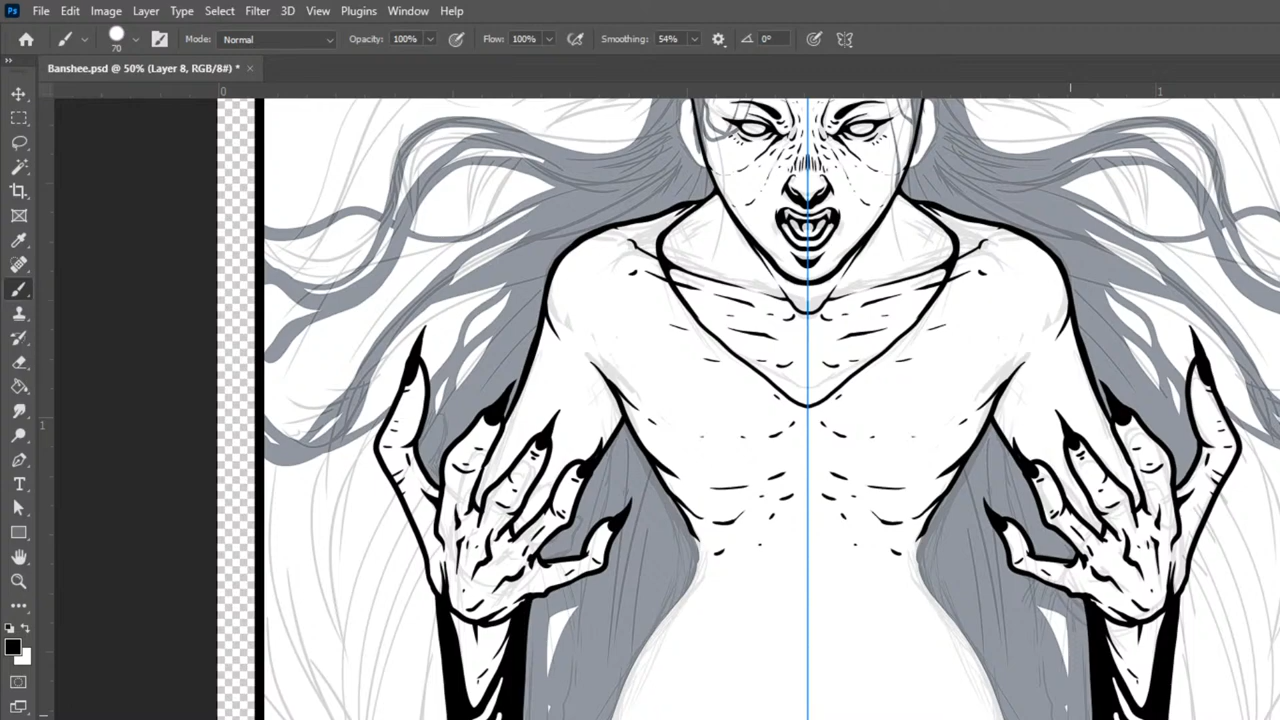 Ps File Edit Image Layer Type Select Filter 3D View Plugins Window Help
70 Mode: Normal Opacity: 100% Flow: 100% Smoothing: 54% 0°
Banshee.psd @ 50% (Layer 8, RGB/8#) * ×
0 1
1
T